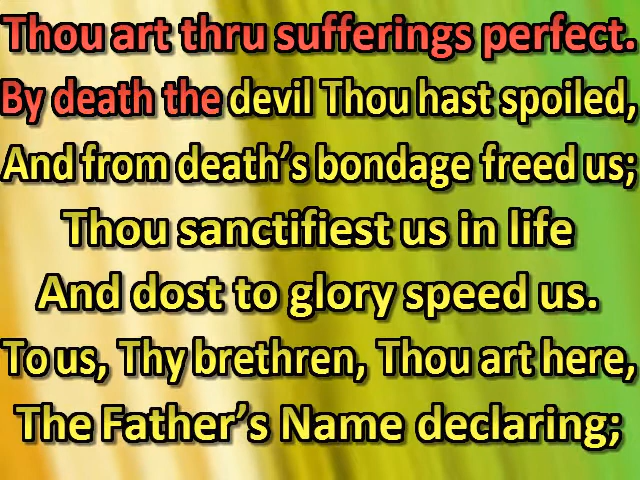 Thou art thru sufferings perfect.
By death the devil Thou hast spoiled,
And from death’s bondage freed us;
Thou sanctifiest us in life
And dost to glory speed us.
To us, Thy brethren, Thou art here,
The Father’s Name declaring;